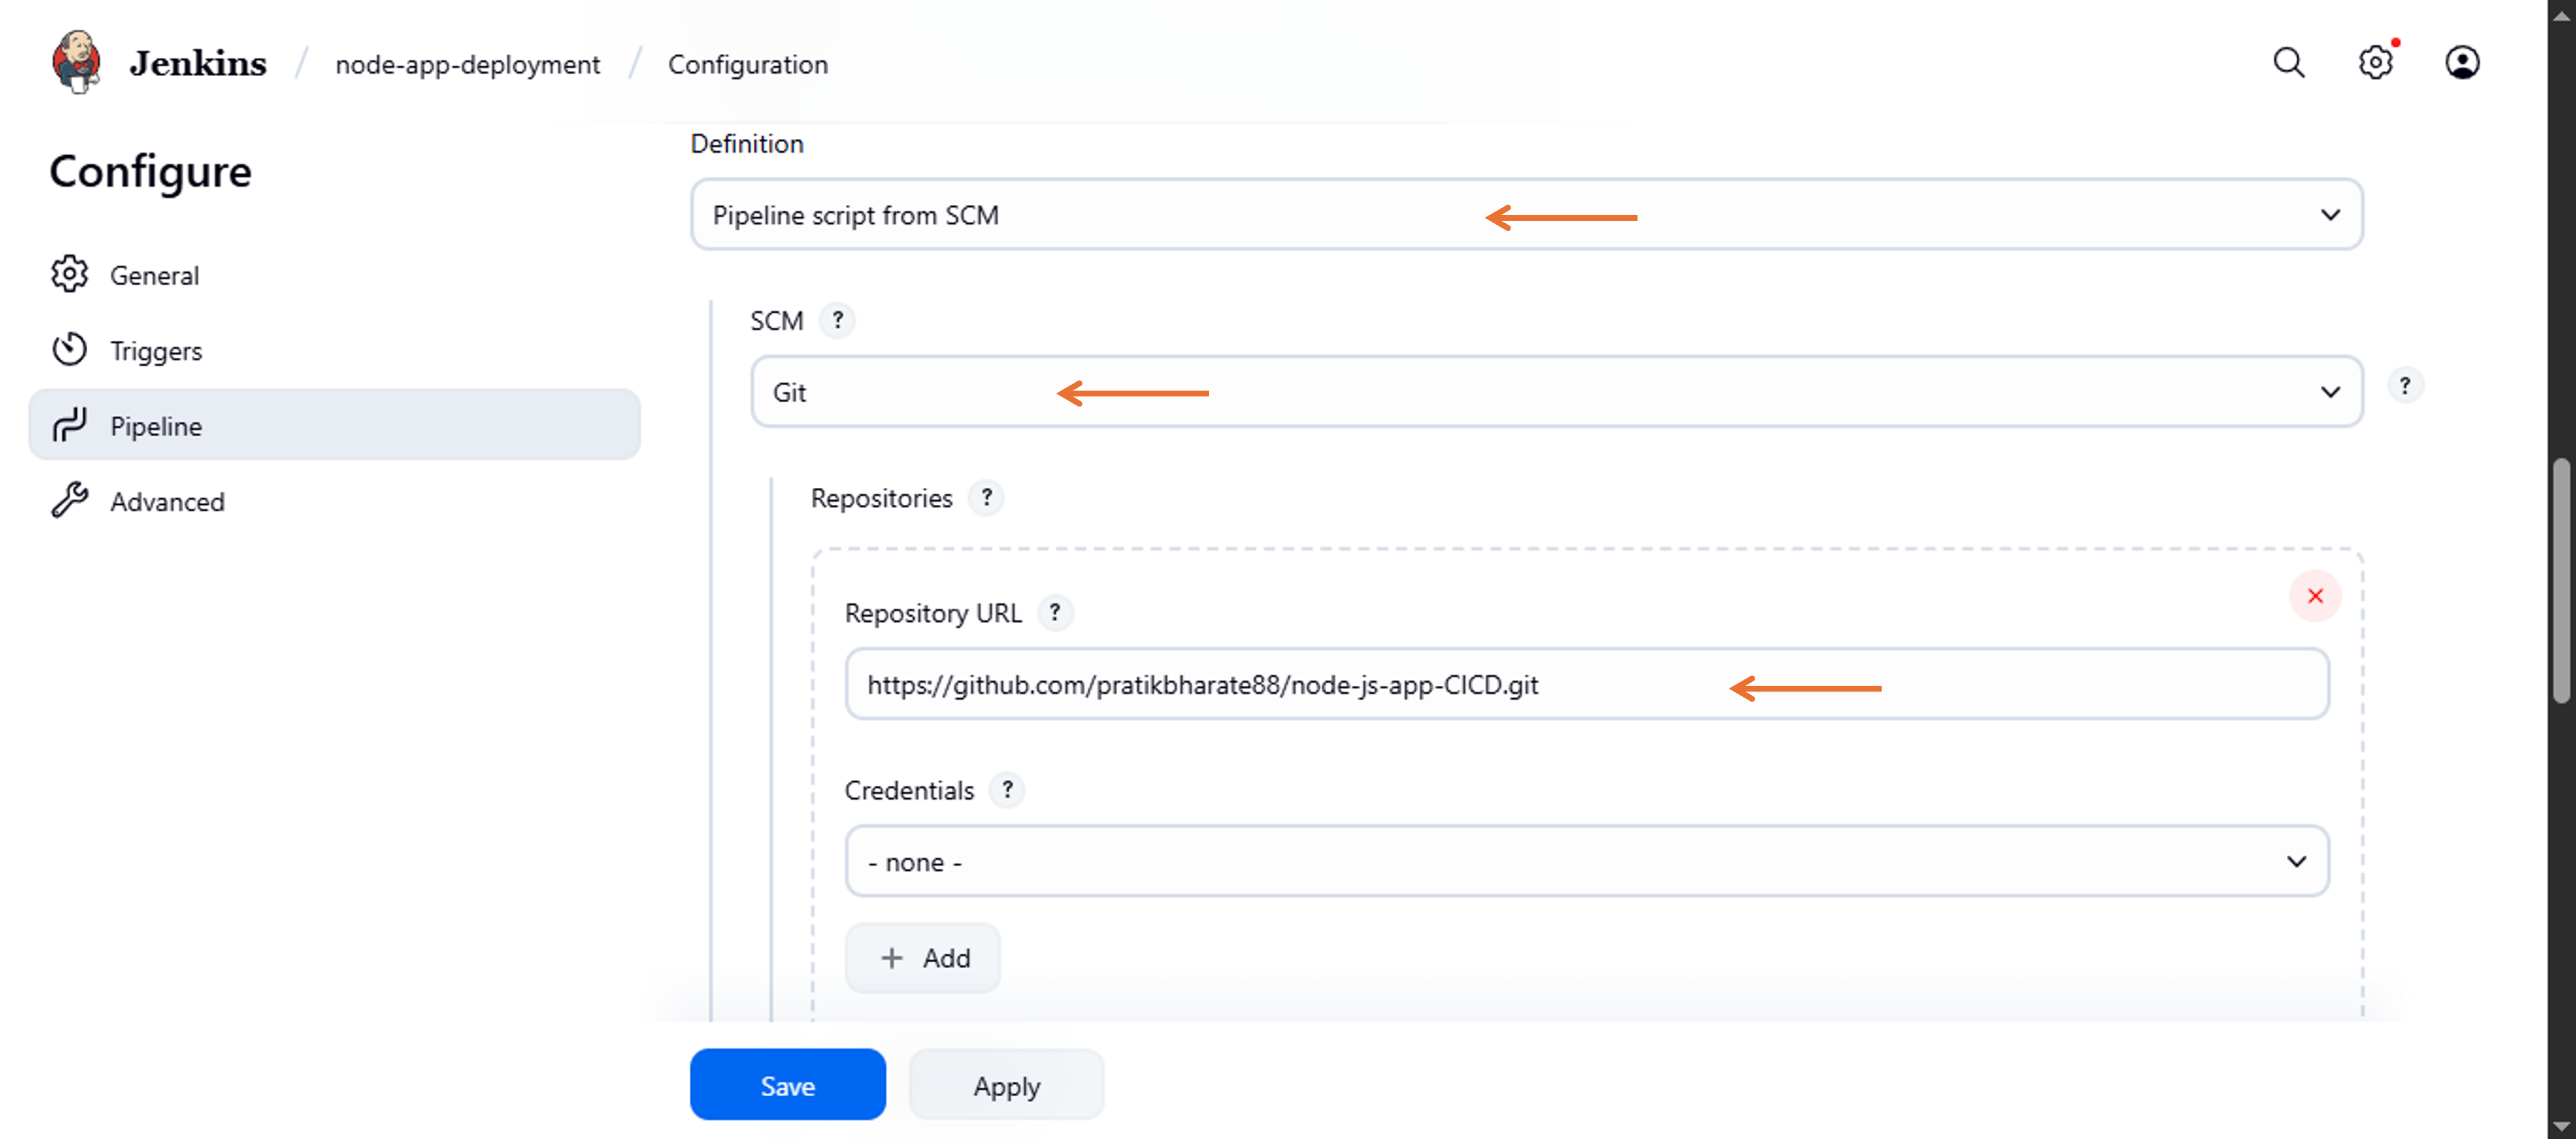 Jenkins / node-app-deployment / Configuration
Configure
General
Triggers
Pipeline
Advanced
Definition
Pipeline script from SCM
SCM ?
Git
?
Repositories ?
Repository URL ?
https://github.com/pratikbharate88/node-js-app-CICD.git
Credentials ?
- none -
+ Add
Save
Apply